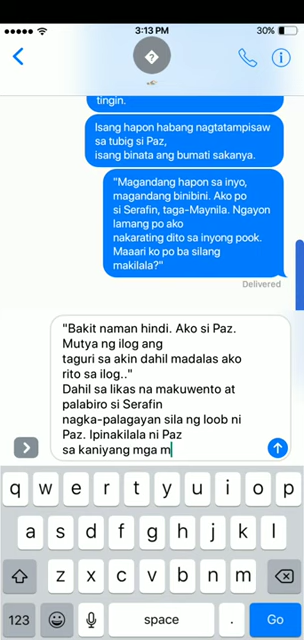 3:13 PM
30%
tingin.
Isang hapon habang nagtatampisaw
sa tubig si Paz,
isang binata ang bumati sakanya.
"Magandang hapon sa inyo,
magandang binibini. Ako po
si Serafin, taga-Maynila. Ngayon
lamang po ako
nakarating dito sa inyong pook.
Maaari ko po ba silang
makilala?"
Delivered
"Bakit naman hindi. Ako si Paz.
Mutya ng ilog ang
taguri sa akin dahil madalas ako
rito sa ilog.."
Dahil sa likas na makuwento at
palabiro si Serafin
nagka-palagayan sila ng loob ni
Paz. Ipinakilala ni Paz
sa kaniyang mga m
q w e r t y u i o p
a s d f g h j k l
z x c v b n m
123 space . Go